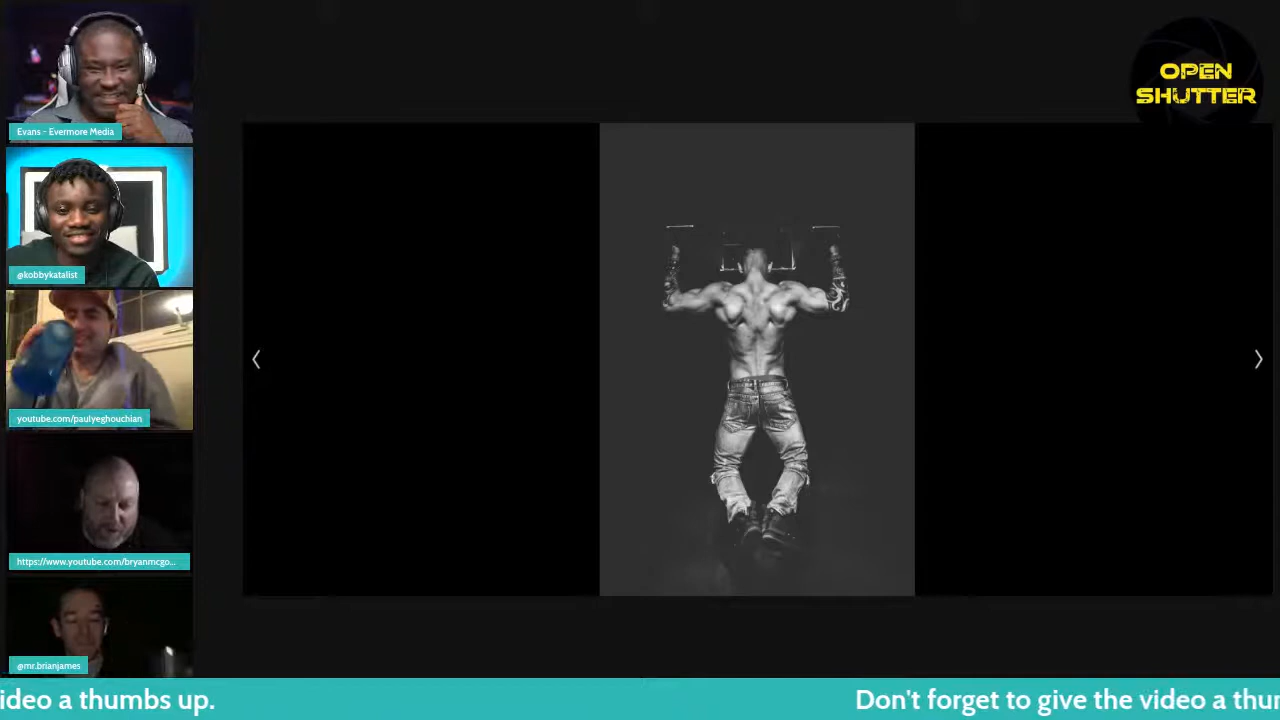 OPEN
SHUTTER
Evans - Evermore Media
@kobbykatalist
youtube.com/paulyeghouchian
https://www.youtube.com/bryanmcgo...
@mr.brianjames
ideo a thumbs up.
Don't forget to give the video a thu